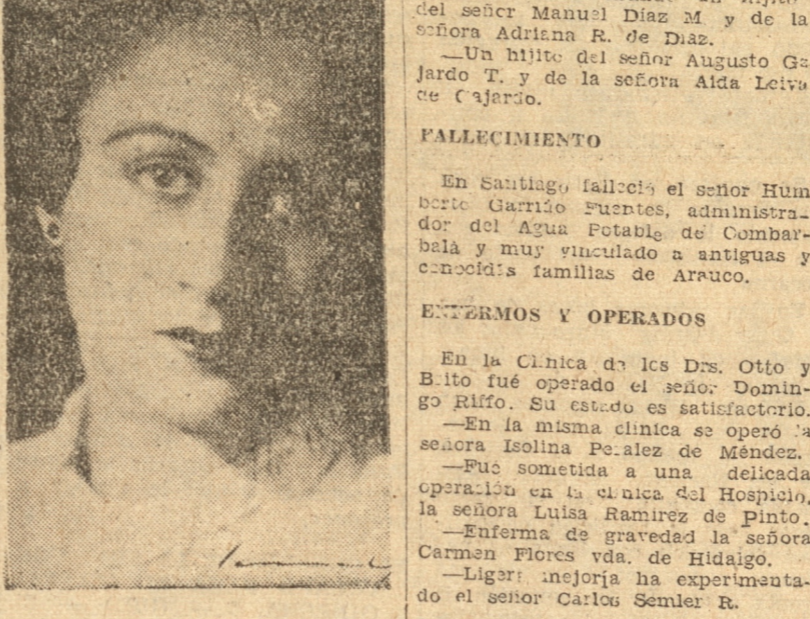 del señor Manuel Díaz M. y de la
señora Adriana R. de Díaz.
—Un hijito del señor Augusto Ga
jardo T. y de la señora Aida Leiva
de Gajardo.
FALLECIMIENTO
En Santiago falleció el señor Hum
berto Garrido Fuentes, administra-
dor del Agua Potable de Combar-
balá y muy vinculado a antiguas y
conocidas familias de Arauco.
ENFERMOS Y OPERADOS
En la Clínica de los Drs. Otto y
Brito fué operado el señor Domin-
go Riffo. Su estado es satisfactorio.
—En la misma clínica se operó la
señora Isolina Peralez de Méndez.
—Fué sometida a una delicada
operación en la clínica del Hospicio,
la señora Luisa Ramírez de Pinto.
—Enferma de gravedad la señora
Carmen Flores vda. de Hidalgo.
—Ligera mejoría ha experimenta-
do el señor Carlos Semler R.